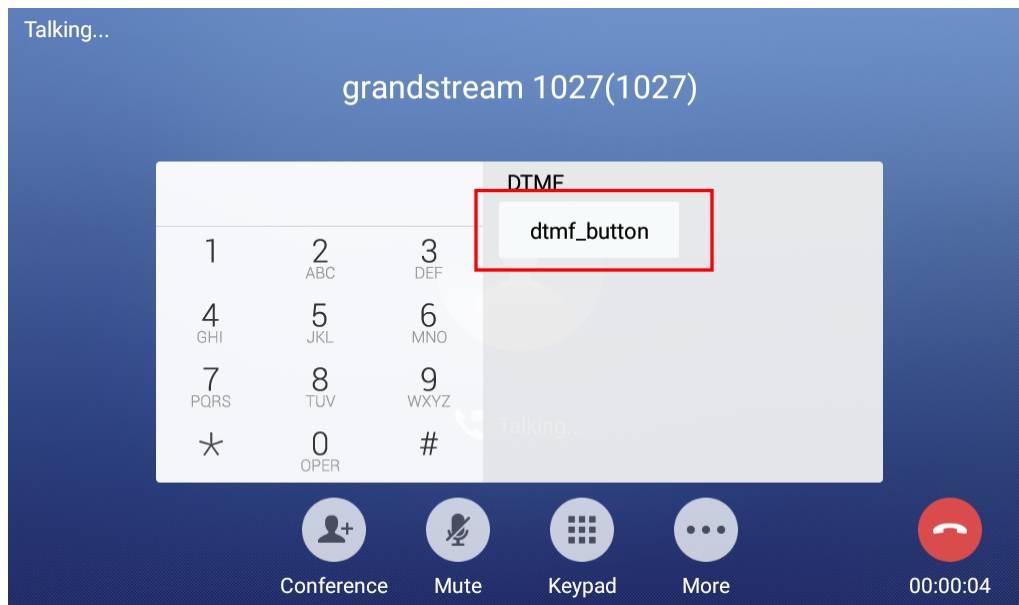 Talking...
grandstream 1027(1027)
DTMF
dtmf_button
1 2 3
ABC DEF
4 5 6
GHI JKL MNO
7 8 9
PQRS TUV WXYZ
* 0 #
OPER
Talking...
Conference Mute Keypad More 00:00:04